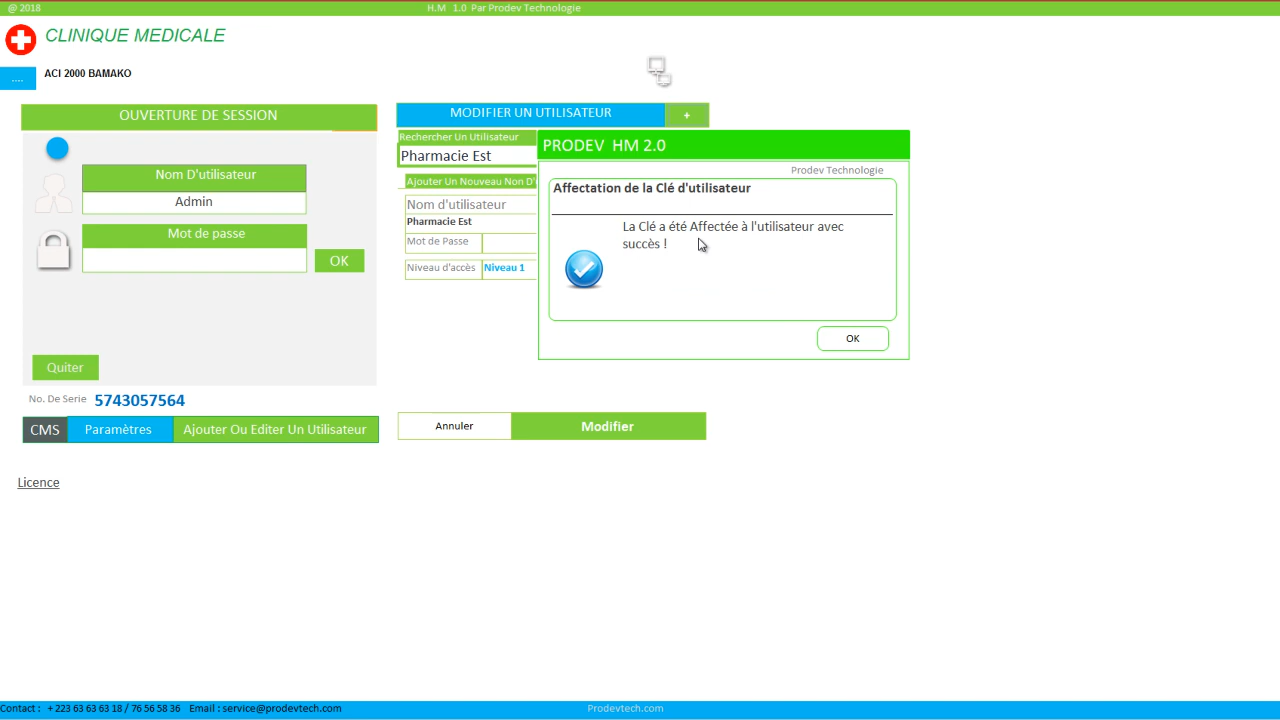 @ 2018
H.M 1.0 Par Prodev Technologie
CLINIQUE MEDICALE
....
ACI 2000 BAMAKO
OUVERTURE DE SESSION
Nom D'utilisateur
Admin
Mot de passe
OK
Quiter
No. De Serie 5743057564
CMS
Paramètres
Ajouter Ou Editer Un Utilisateur
Licence
MODIFIER UN UTILISATEUR
+
Rechercher Un Utilisateur
Pharmacie Est
Ajouter Un Nouveau Non D'
Nom d'utilisateur
Pharmacie Est
Mot de Passe
Niveau d'accès
Niveau 1
Annuler
Modifier
PRODEV HM 2.0
Prodev Technologie
Affectation de la Clé d'utilisateur
La Clé a été Affectée à l'utilisateur avec
succès !
OK
Contact : + 223 63 63 63 18 / 76 56 58 36 Email : service@prodevtech.com
Prodevtech.com